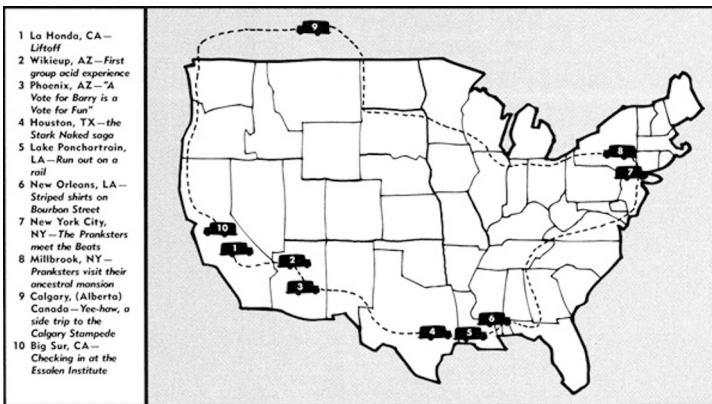 1 La Honda, CA—
Liftoff
2 Wikieup, AZ—First
group acid experience
3 Phoenix, AZ—"A
Vote for Barry is a
Vote for Fun"
4 Houston, TX—the
Stark Naked saga
5 Lake Ponchartrain,
LA—Run out on a
rail
6 New Orleans, LA—
Striped shirts on
Bourbon Street
7 New York City,
NY—The Pranksters
meet the Beats
8 Millbrook, NY—
Pranksters visit their
ancestral mansion
9 Calgary, (Alberta)
Canada—Yee-haw, a
side trip to the
Calgary Stampede
10 Big Sur, CA—
Checking in at the
Essalen Institute
9
8
7
10
1
2
3
6
4
5